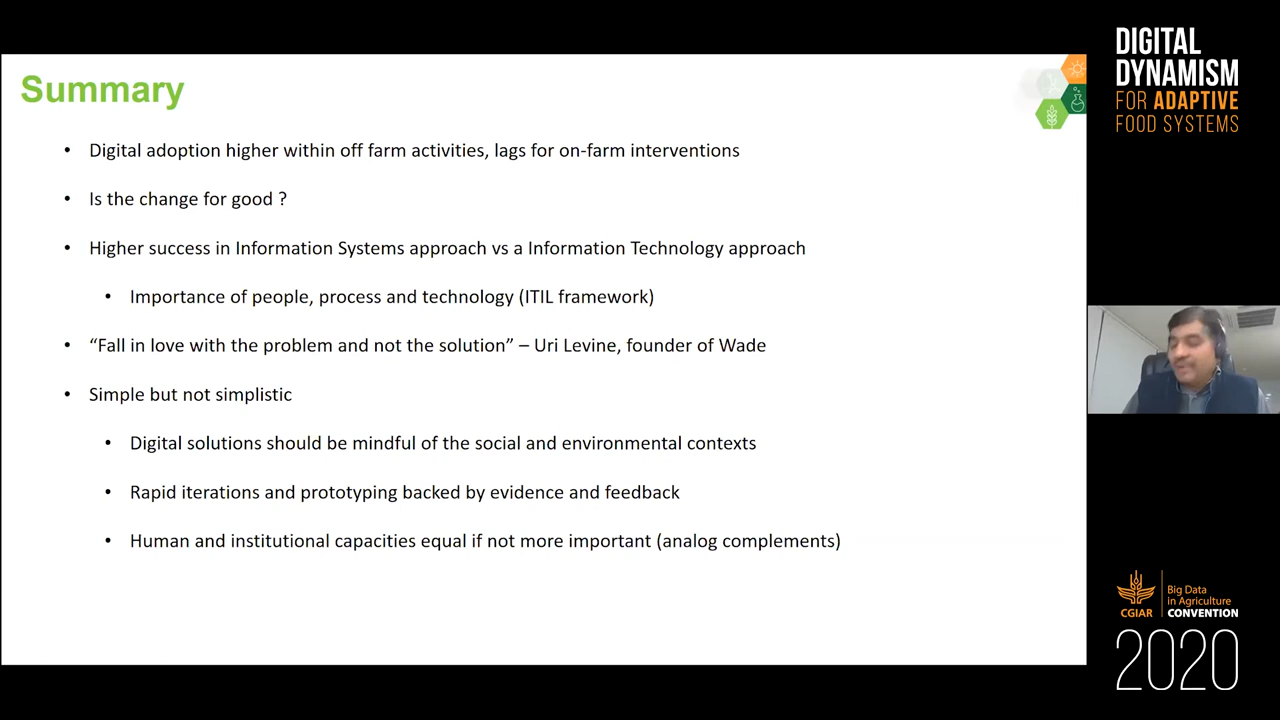 Summary
• Digital adoption higher within off farm activities, lags for on-farm interventions
• Is the change for good ?
• Higher success in Information Systems approach vs a Information Technology approach
• Importance of people, process and technology (ITIL framework)
• “Fall in love with the problem and not the solution” – Uri Levine, founder of Wade
• Simple but not simplistic
• Digital solutions should be mindful of the social and environmental contexts
• Rapid iterations and prototyping backed by evidence and feedback
• Human and institutional capacities equal if not more important (analog complements)
DIGITAL
DYNAMISM
FOR ADAPTIVE
FOOD SYSTEMS
CGIAR
Big Data
in Agriculture
CONVENTION
2020